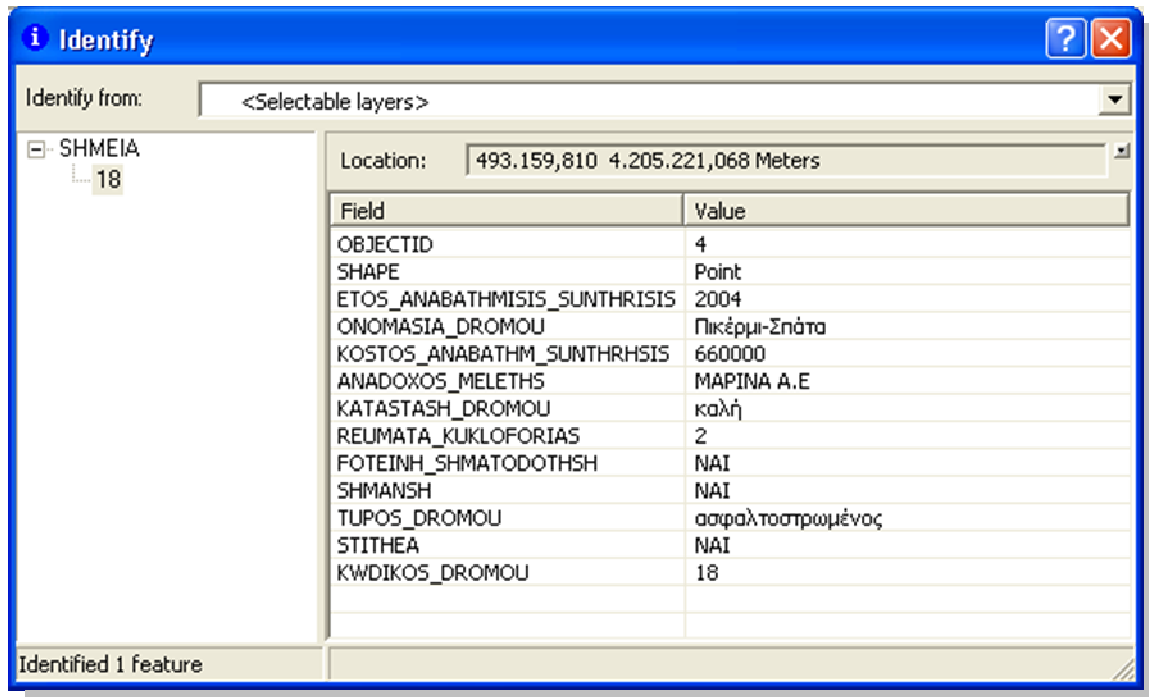 Identify
Identify from: <Selectable layers>
SHMEIA
18
Location: 493.159,810 4.205.221,068 Meters
Field Value
OBJECTID 4
SHAPE Point
ETOS_ANABATHMISIS_SUNTHRISIS 2004
ONOMASIA_DROMOU Πικέρμι-Σπάτα
KOSTOS_ANABATHM_SUNTHRHSIS 660000
ANADOXOS_MELETHS ΜΑΡΙΝΑ Α.Ε
KATASTASH_DROMOU καλή
REUMATA_KUKLOFORIAS 2
FOTEINH_SHMATODOTHSH ΝΑΙ
SHMANSH ΝΑΙ
TUPOS_DROMOU ασφαλτοστρωμένος
STITHEA ΝΑΙ
KWDIKOS_DROMOU 18
Identified 1 feature